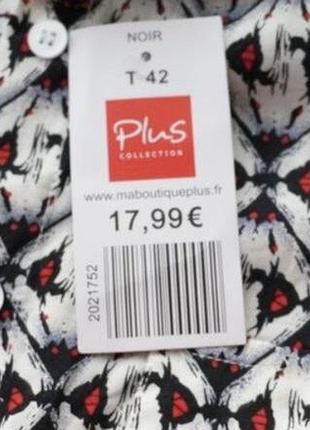 NOIR
T 42
Plus
COLLECTION
www.maboutiqueplus.fr
17,99€
2021752